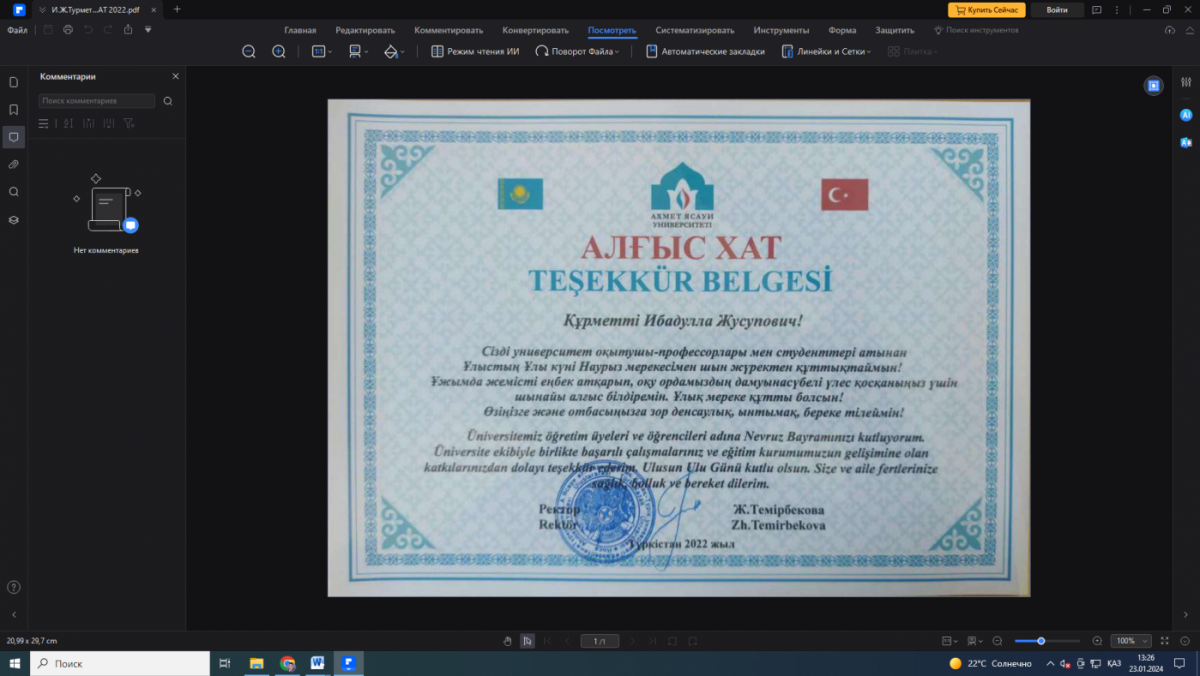 И.Ж.Турмет...АТ 2022.pdf
Купить Сейчас
Войти
Файл
Главная
Редактировать
Комментировать
Конвертировать
Посмотреть
Систематизировать
Инструменты
Форма
Защитить
Поиск инструментов
Режим чтения ИИ
Поворот Файла
Автоматические закладки
Линейки и Сетки
Плитка
Комментарии
Поиск комментариев
Нет комментариев
АХМЕТ ЯСАУИ
УНИВЕРСИТЕТІ
АЛҒЫС ХАТ
TEŞEKKÜR BELGESİ
Құрметті Ибадулла Жусупович!
Сізді университет оқытушы-профессорлары мен студенттері атынан
Ұлыстың Ұлы күні Наурыз мерекесімен шын жүректен құттықтаймын!
Ұжымда жемісті еңбек атқарып, оқу ордамыздың дамуынасүбелі үлес қосқаныңыз үшін
шынайы алғыс білдіремін. Ұлық мереке құтты болсын!
Өзіңізге және отбасыңызға зор денсаулық, ынтымақ, береке тілеймін!
Üniversitemiz öğretim üyeleri ve öğrencileri adına Nevruz Bayramınızı kutluyorum.
Üniversite ekibiyle birlikte başarılı çalışmalarınız ve eğitim kurumumuzun gelişimine olan
katkılarınızdan dolayı teşekkür ederim. Ulusun Ulu Günü kutlu olsun. Size ve aile fertlerinize
sağlık, bolluk ve bereket dilerim.
Ректор Ж.Темірбекова
Rektör Zh.Temirbekova
Түркістан 2022 жыл
20,99 x 29,7 cm
1 /1
100%
Поиск
22°C Солнечно
ҚАЗ
13:26
23.01.2024